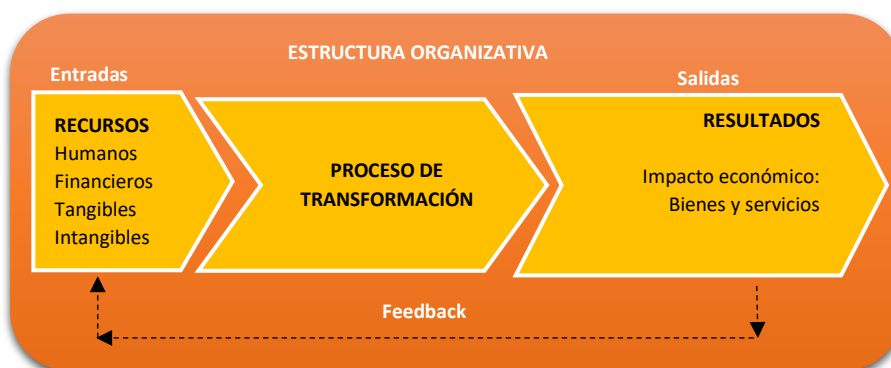 ESTRUCTURA ORGANIZATIVA
Entradas
Salidas
RECURSOS
Humanos
Financieros
Tangibles
Intangibles
PROCESO DE
TRANSFORMACIÓN
RESULTADOS
Impacto económico:
Bienes y servicios
Feedback